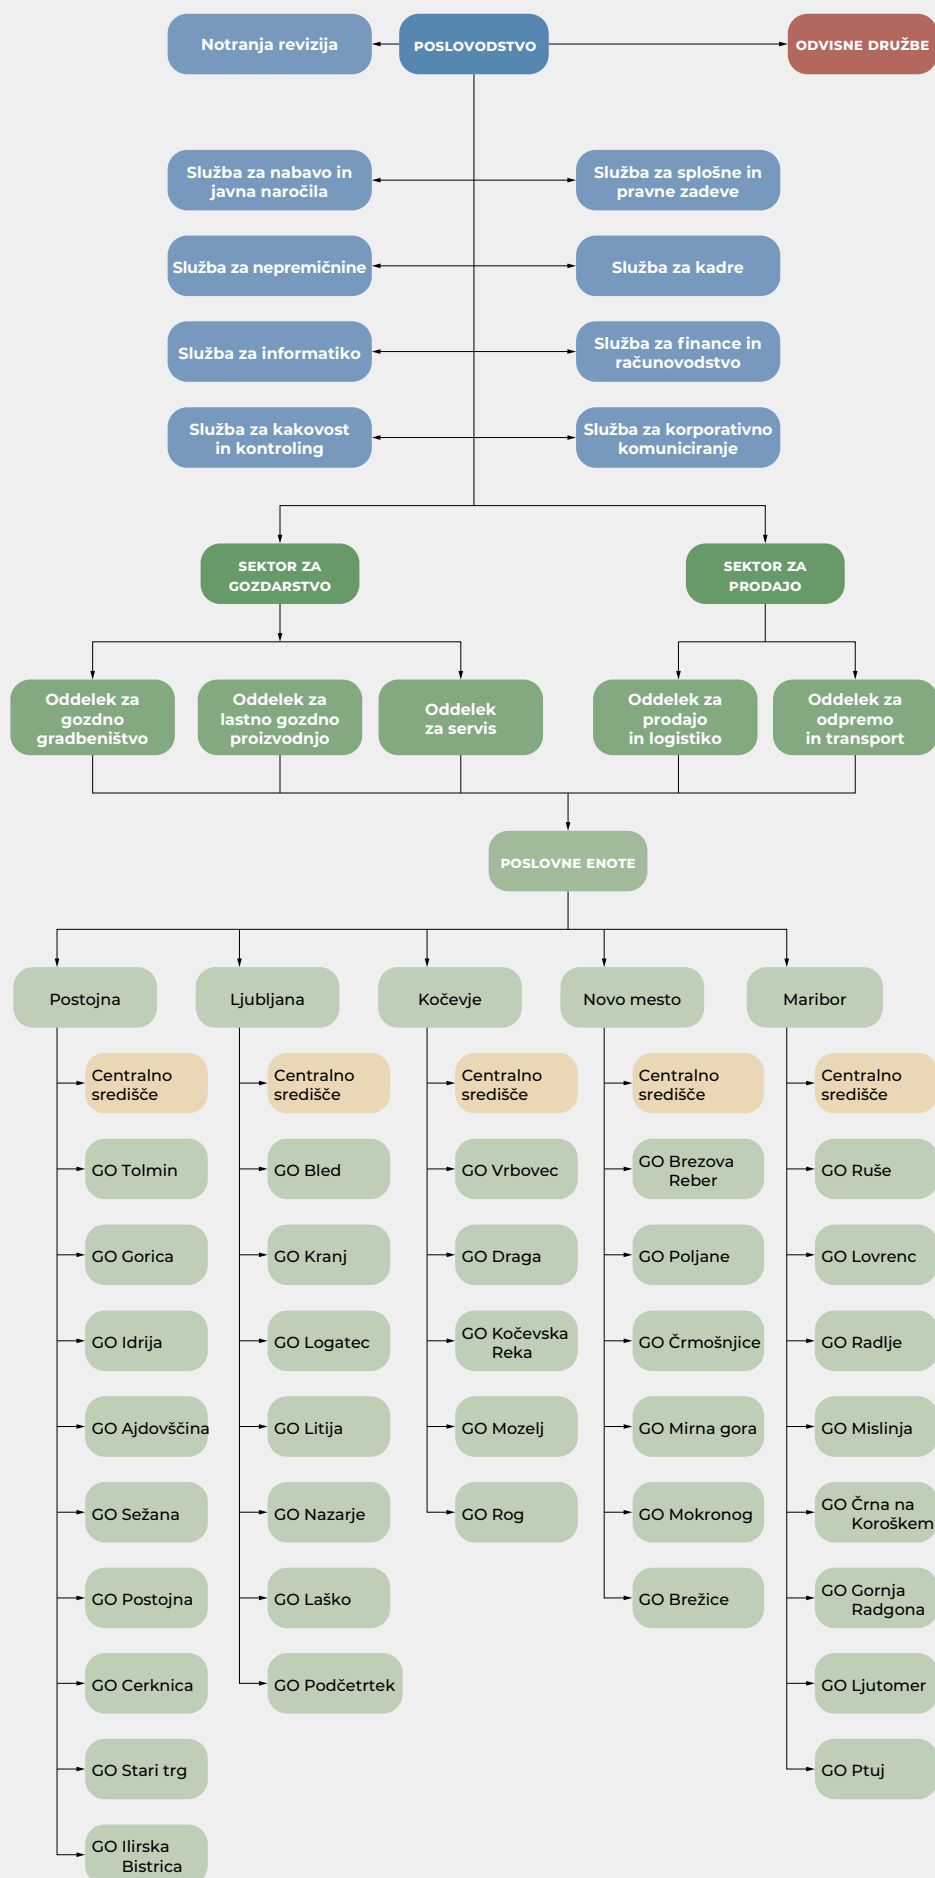 Notranja revizija
POSLOVODSTVO
ODVISNE DRUŽBE
Služba za nabavo in
javna naročila
Služba za splošne in
pravne zadeve
Služba za nepremičnine
Služba za kadre
Služba za informatiko
Služba za finance in
računovodstvo
Služba za kakovost
in kontroling
Služba za korporativno
komuniciranje
SEKTOR ZA
GOZDARSTVO
SEKTOR ZA
PRODAJO
Oddelek za
gozdno
gradbeništvo
Oddelek za
lastno gozdno
proizvodnjo
Oddelek
za servis
Oddelek za
prodajo
in logistiko
Oddelek za
odpremo
in transport
POSLOVNE ENOTE
Postojna
Centralno
središče
GO Tolmin
GO Gorica
GO Idrija
GO Ajdovščina
GO Sežana
GO Postojna
GO Cerknica
GO Stari trg
GO Ilirska
Bistrica
Ljubljana
Centralno
središče
GO Bled
GO Kranj
GO Logatec
GO Litija
GO Nazarje
GO Laško
GO Podčetrtek
Kočevje
Centralno
središče
GO Vrbovec
GO Draga
GO Kočevska
Reka
GO Mozelj
GO Rog
Novo mesto
Centralno
središče
GO Brezova
Reber
GO Poljane
GO Črmošnjice
GO Mirna gora
GO Mokronog
GO Brežice
Maribor
Centralno
središče
GO Ruše
GO Lovrenc
GO Radlje
GO Mislinja
GO Črna na
Koroškem
GO Gornja
Radgona
GO Ljutomer
GO Ptuj